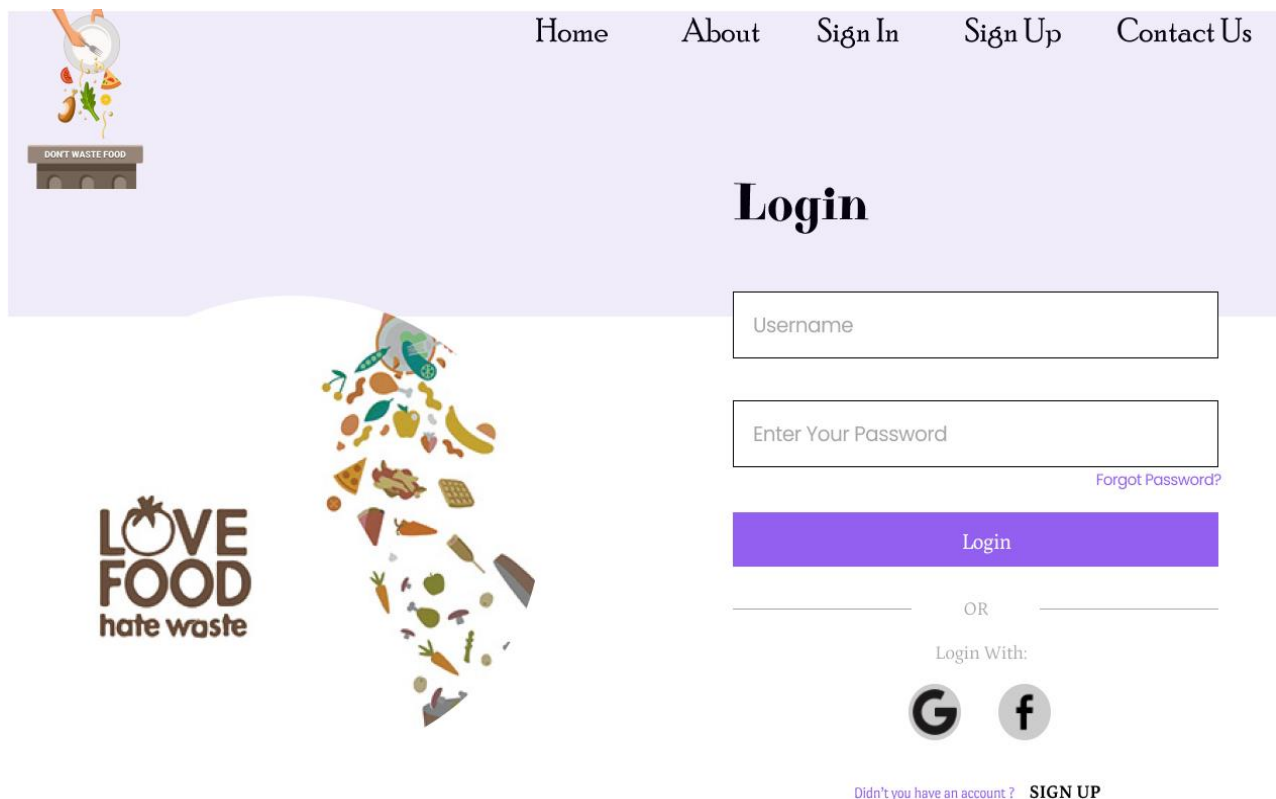 Home About Sign In Sign Up Contact Us
DON'T WASTE FOOD
Login
Username
Enter Your Password
Forgot Password?
Login
OR
Login With:
G f
LOVE
FOOD
hate waste
Didn't you have an account ? SIGN UP